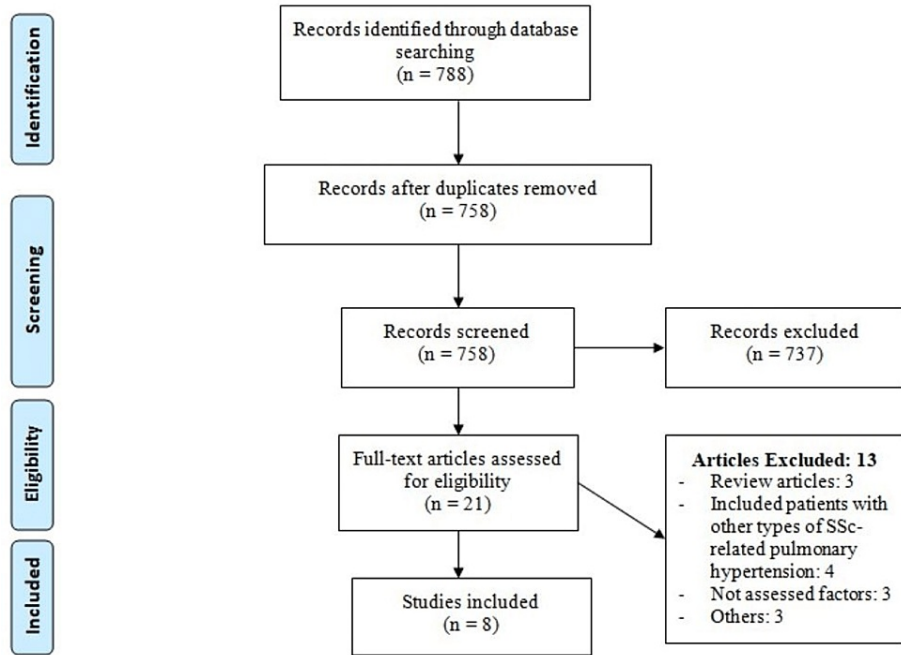 Identification
Records identified through database
searching
(n = 788)
Records after duplicates removed
(n = 758)
Screening
Records screened
(n = 758)
Records excluded
(n = 737)
Eligibility
Full-text articles assessed
for eligibility
(n = 21)
Articles Excluded: 13
- Review articles: 3
- Included patients with
other types of SSc-
related pulmonary
hypertension: 4
- Not assessed factors: 3
- Others: 3
Included
Studies included
(n = 8)